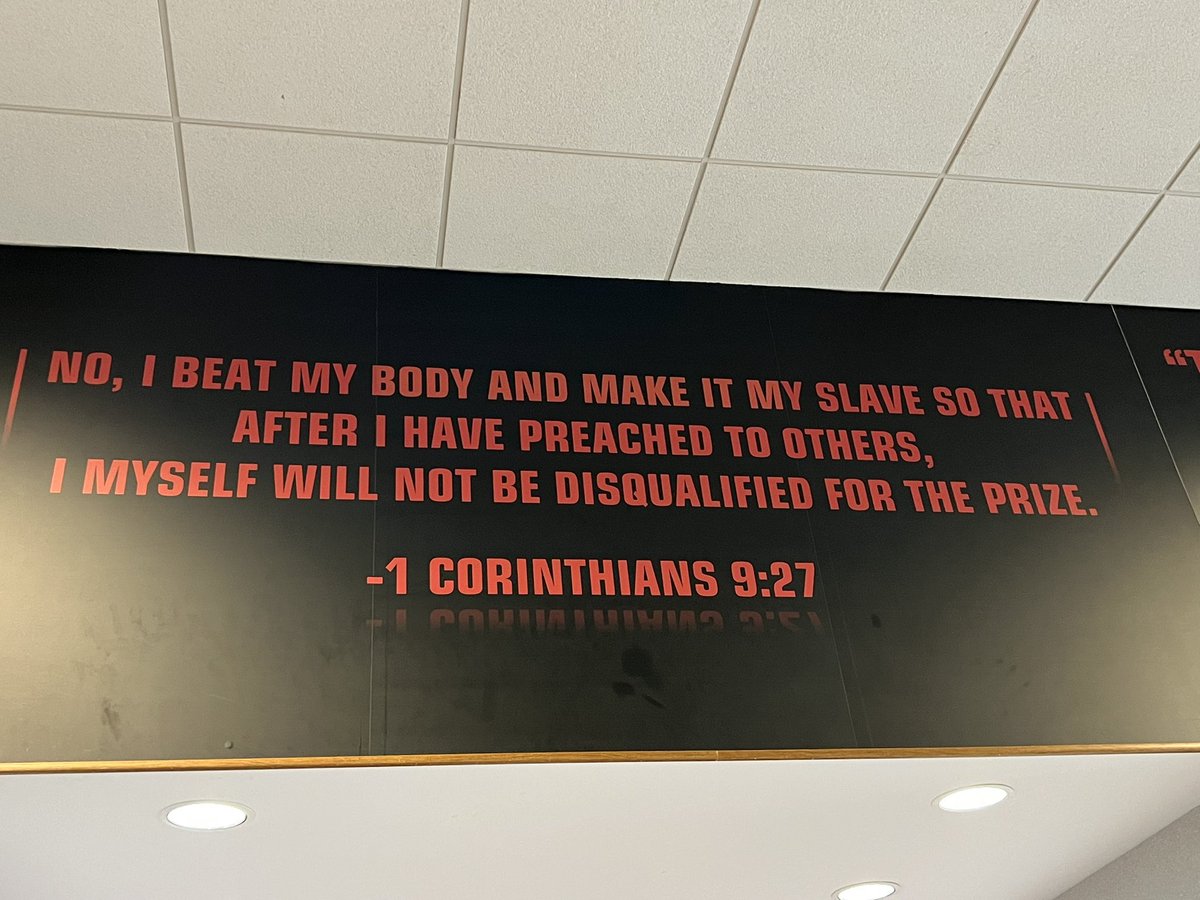 NO, I BEAT MY BODY AND MAKE IT MY SLAVE SO THAT
AFTER I HAVE PREACHED TO OTHERS,
I MYSELF WILL NOT BE DISQUALIFIED FOR THE PRIZE.
-1 CORINTHIANS 9:27